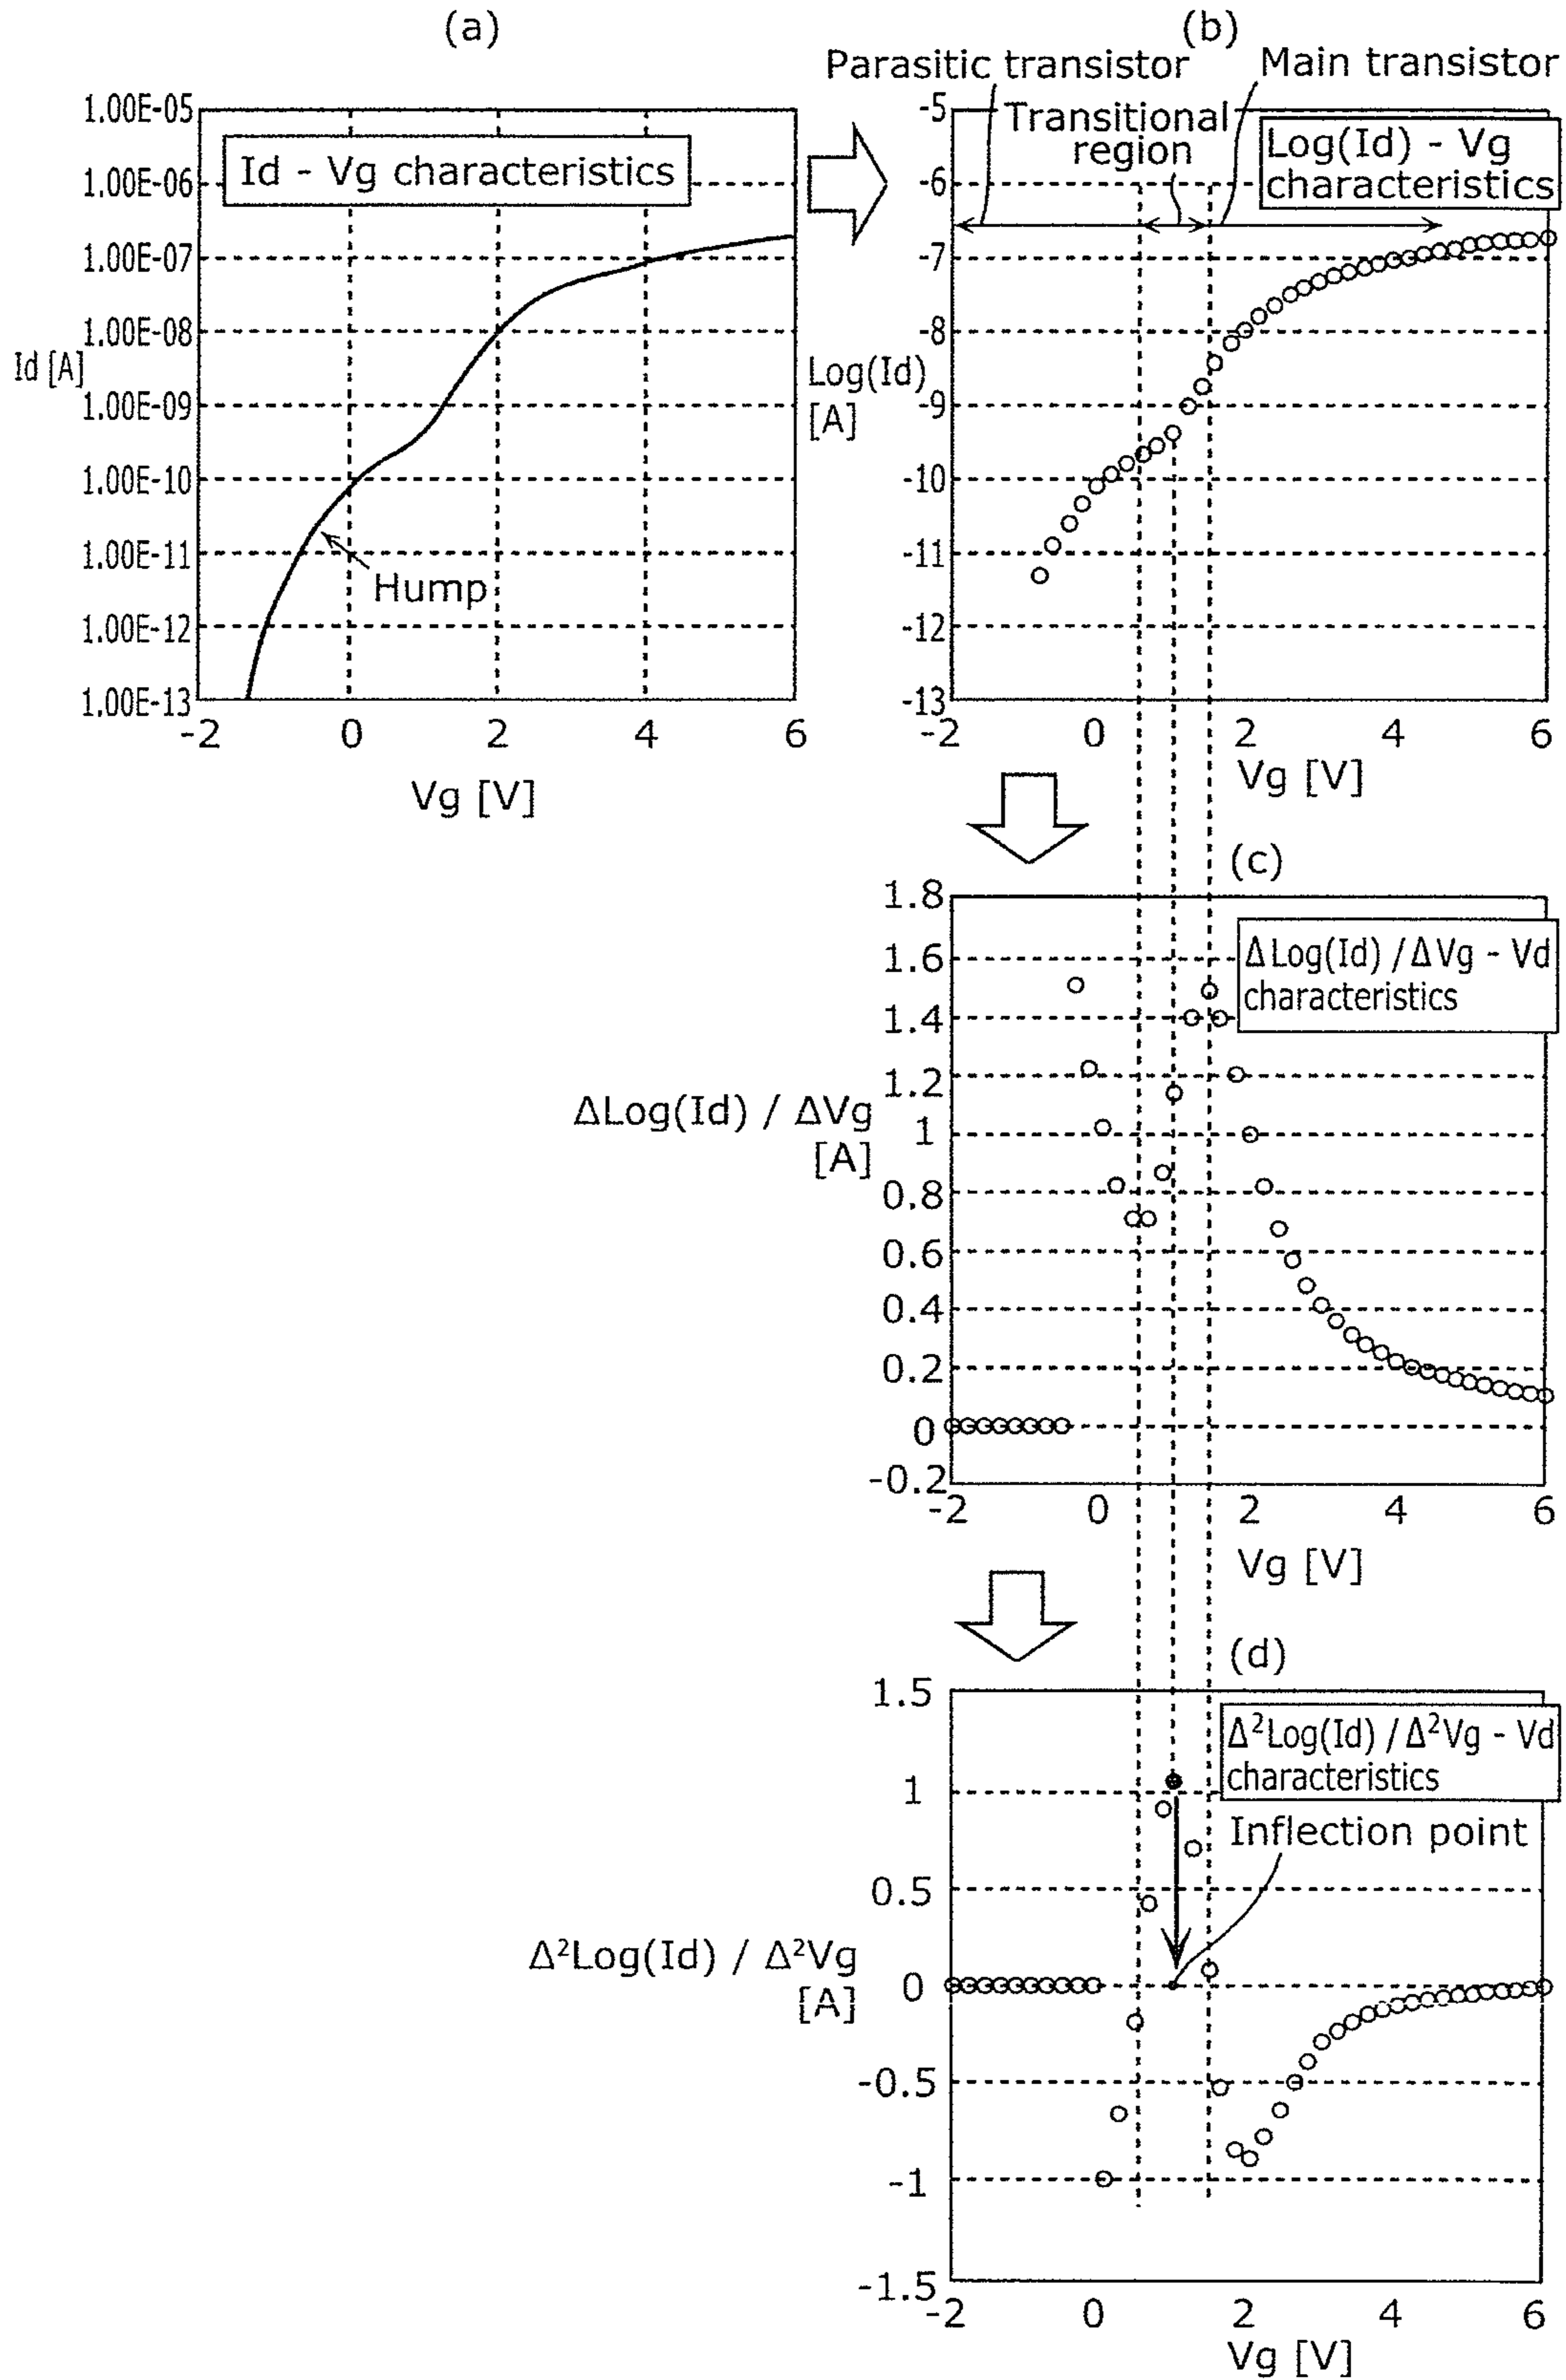 (a)
1.00E-05
1.00E-06
1.00E-07
1.00E-08
1.00E-09
1.00E-10
1.00E-11
1.00E-12
1.00E-13
Id [A]
Id - Vg characteristics
Hump
-2 0 2 4 6
Vg [V]
(b)
Parasitic transistor
Transitional
region
Main transistor
Log(Id) - Vg
characteristics
-5
-6
-7
-8
-9
-10
-11
-12
-13
Log(Id)
[A]
-2 0 2 4 6
Vg [V]
(c)
1.8
1.6
1.4
1.2
1
0.8
0.6
0.4
0.2
0
-0.2
ΔLog(Id) / ΔVg
[A]
ΔLog(Id) / ΔVg - Vd
characteristics
-2 0 2 4 6
Vg [V]
(d)
1.5
1
0.5
0
-0.5
-1
-1.5
Δ²Log(Id) / Δ²Vg
[A]
Δ²Log(Id) / Δ²Vg - Vd
characteristics
Inflection point
-2 0 2 4 6
Vg [V]